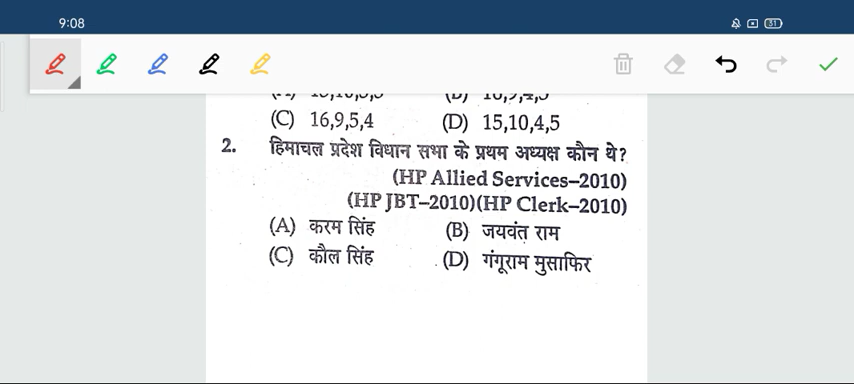 9:08
51
(C) 16,9,5,4 (D) 15,10,4,5
2. हिमाचल प्रदेश विधान सभा के प्रथम अध्यक्ष कौन थे?
(HP Allied Services–2010)
(HP JBT–2010)(HP Clerk–2010)
(A) करम सिंह (B) जयवंत राम
(C) कौल सिंह (D) गंगूराम मुसाफिर